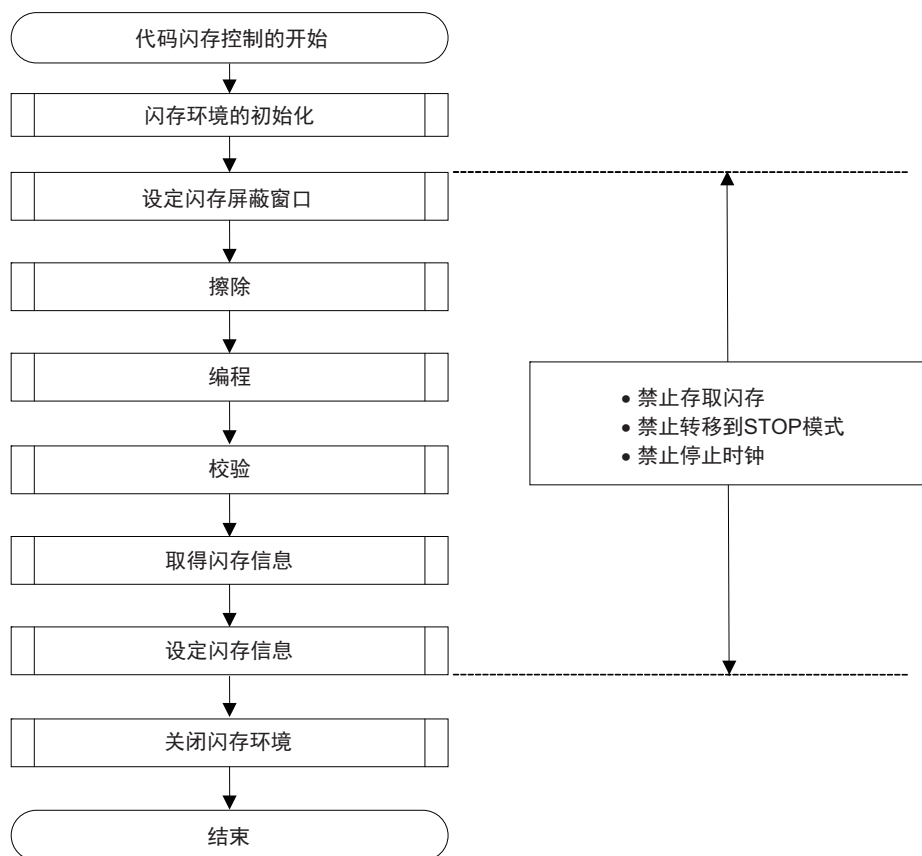 代码闪存控制的开始
闪存环境的初始化
设定闪存屏蔽窗口
擦除
编程
校验
取得闪存信息
设定闪存信息
关闭闪存环境
结束
• 禁止存取闪存
• 禁止转移到STOP模式
• 禁止停止时钟